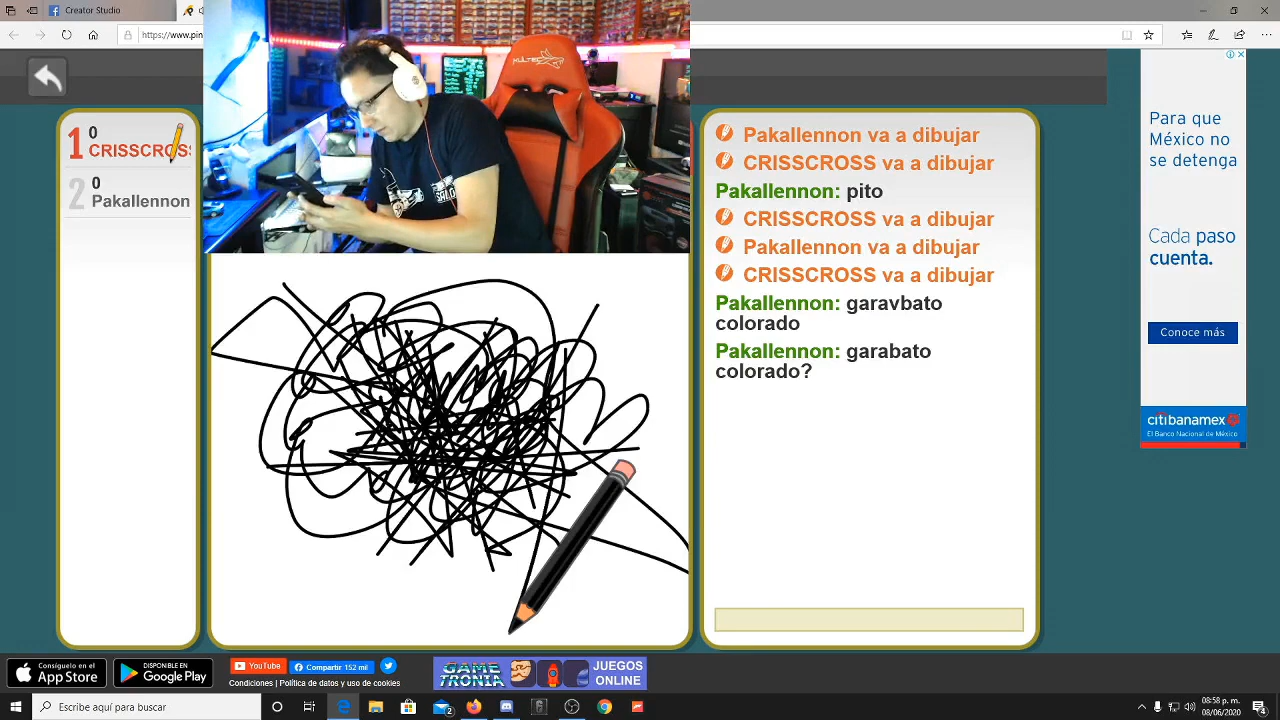 Creator Studio
https://www.pin
0
1 CRISSCROS
0
2 Pakallennon
Pakallennon va a dibujar
CRISSCROSS va a dibujar
Pakallennon: pito
CRISSCROSS va a dibujar
Pakallennon va a dibujar
CRISSCROSS va a dibujar
Pakallennon: garavbato
colorado
Pakallennon: garabato
colorado?
Para que
México no
se detenga
Cada paso
cuenta.
Conoce más
citibanamex
El Banco Nacional de México
Consíguelo en el
App Store
DISPONIBLE EN
Google Play
YouTube
Compartir 152 mil
Condiciones | Política de datos y uso de cookies
GAME
TRONIA
JUEGOS
ONLINE
Escribe aquí para buscar
08:58 p.m.
08/06/2020